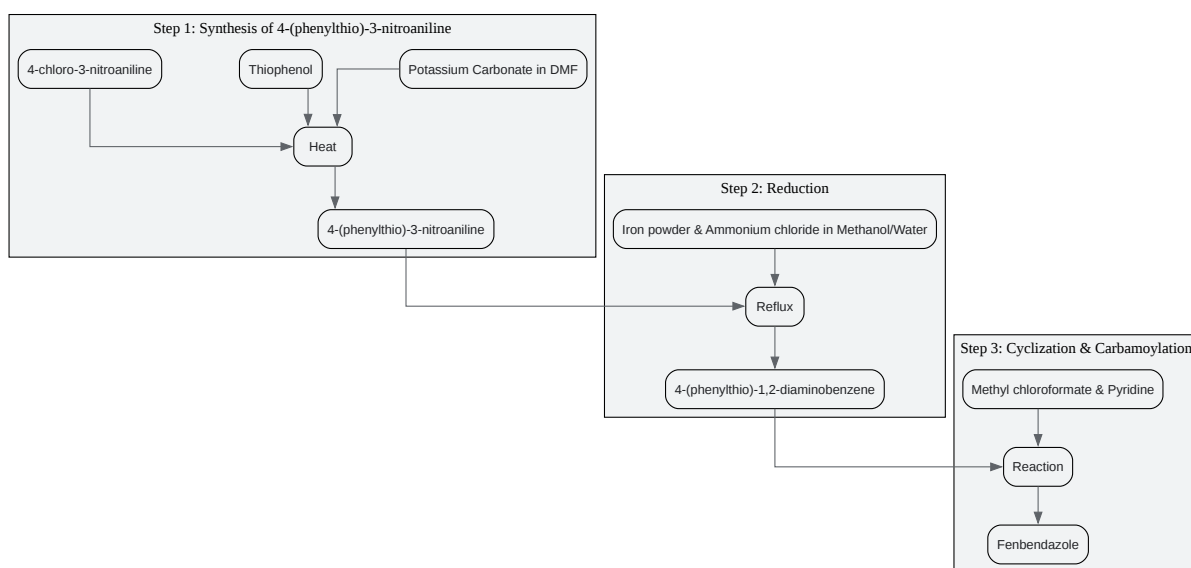 Step 1: Synthesis of 4-(phenylthio)-3-nitroaniline
4-chloro-3-nitroaniline
Thiophenol
Potassium Carbonate in DMF
Heat
4-(phenylthio)-3-nitroaniline
Step 2: Reduction
Iron powder & Ammonium chloride in Methanol/Water
Reflux
4-(phenylthio)-1,2-diaminobenzene
Step 3: Cyclization & Carbamoylation
Methyl chloroformate & Pyridine
Reaction
Fenbendazole